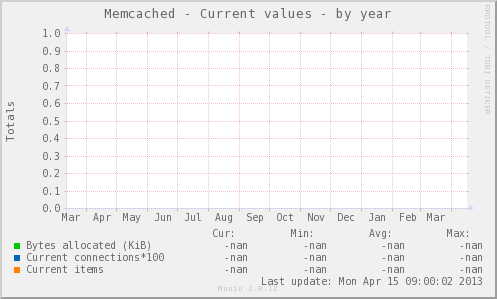 Memcached - Current values - by year
RRDTOOL / TOBI OETIKER
Totals
1.0
0.9
0.8
0.7
0.6
0.5
0.4
0.3
0.2
0.1
0.0
Mar Apr May Jun Jul Aug Sep Oct Nov Dec Jan Feb Mar
Cur: Min: Avg: Max:
Bytes allocated (KiB) -nan -nan -nan -nan
Current connections*100 -nan -nan -nan -nan
Current items -nan -nan -nan -nan
Last update: Mon Apr 15 09:00:02 2013
Munin 2.0.12